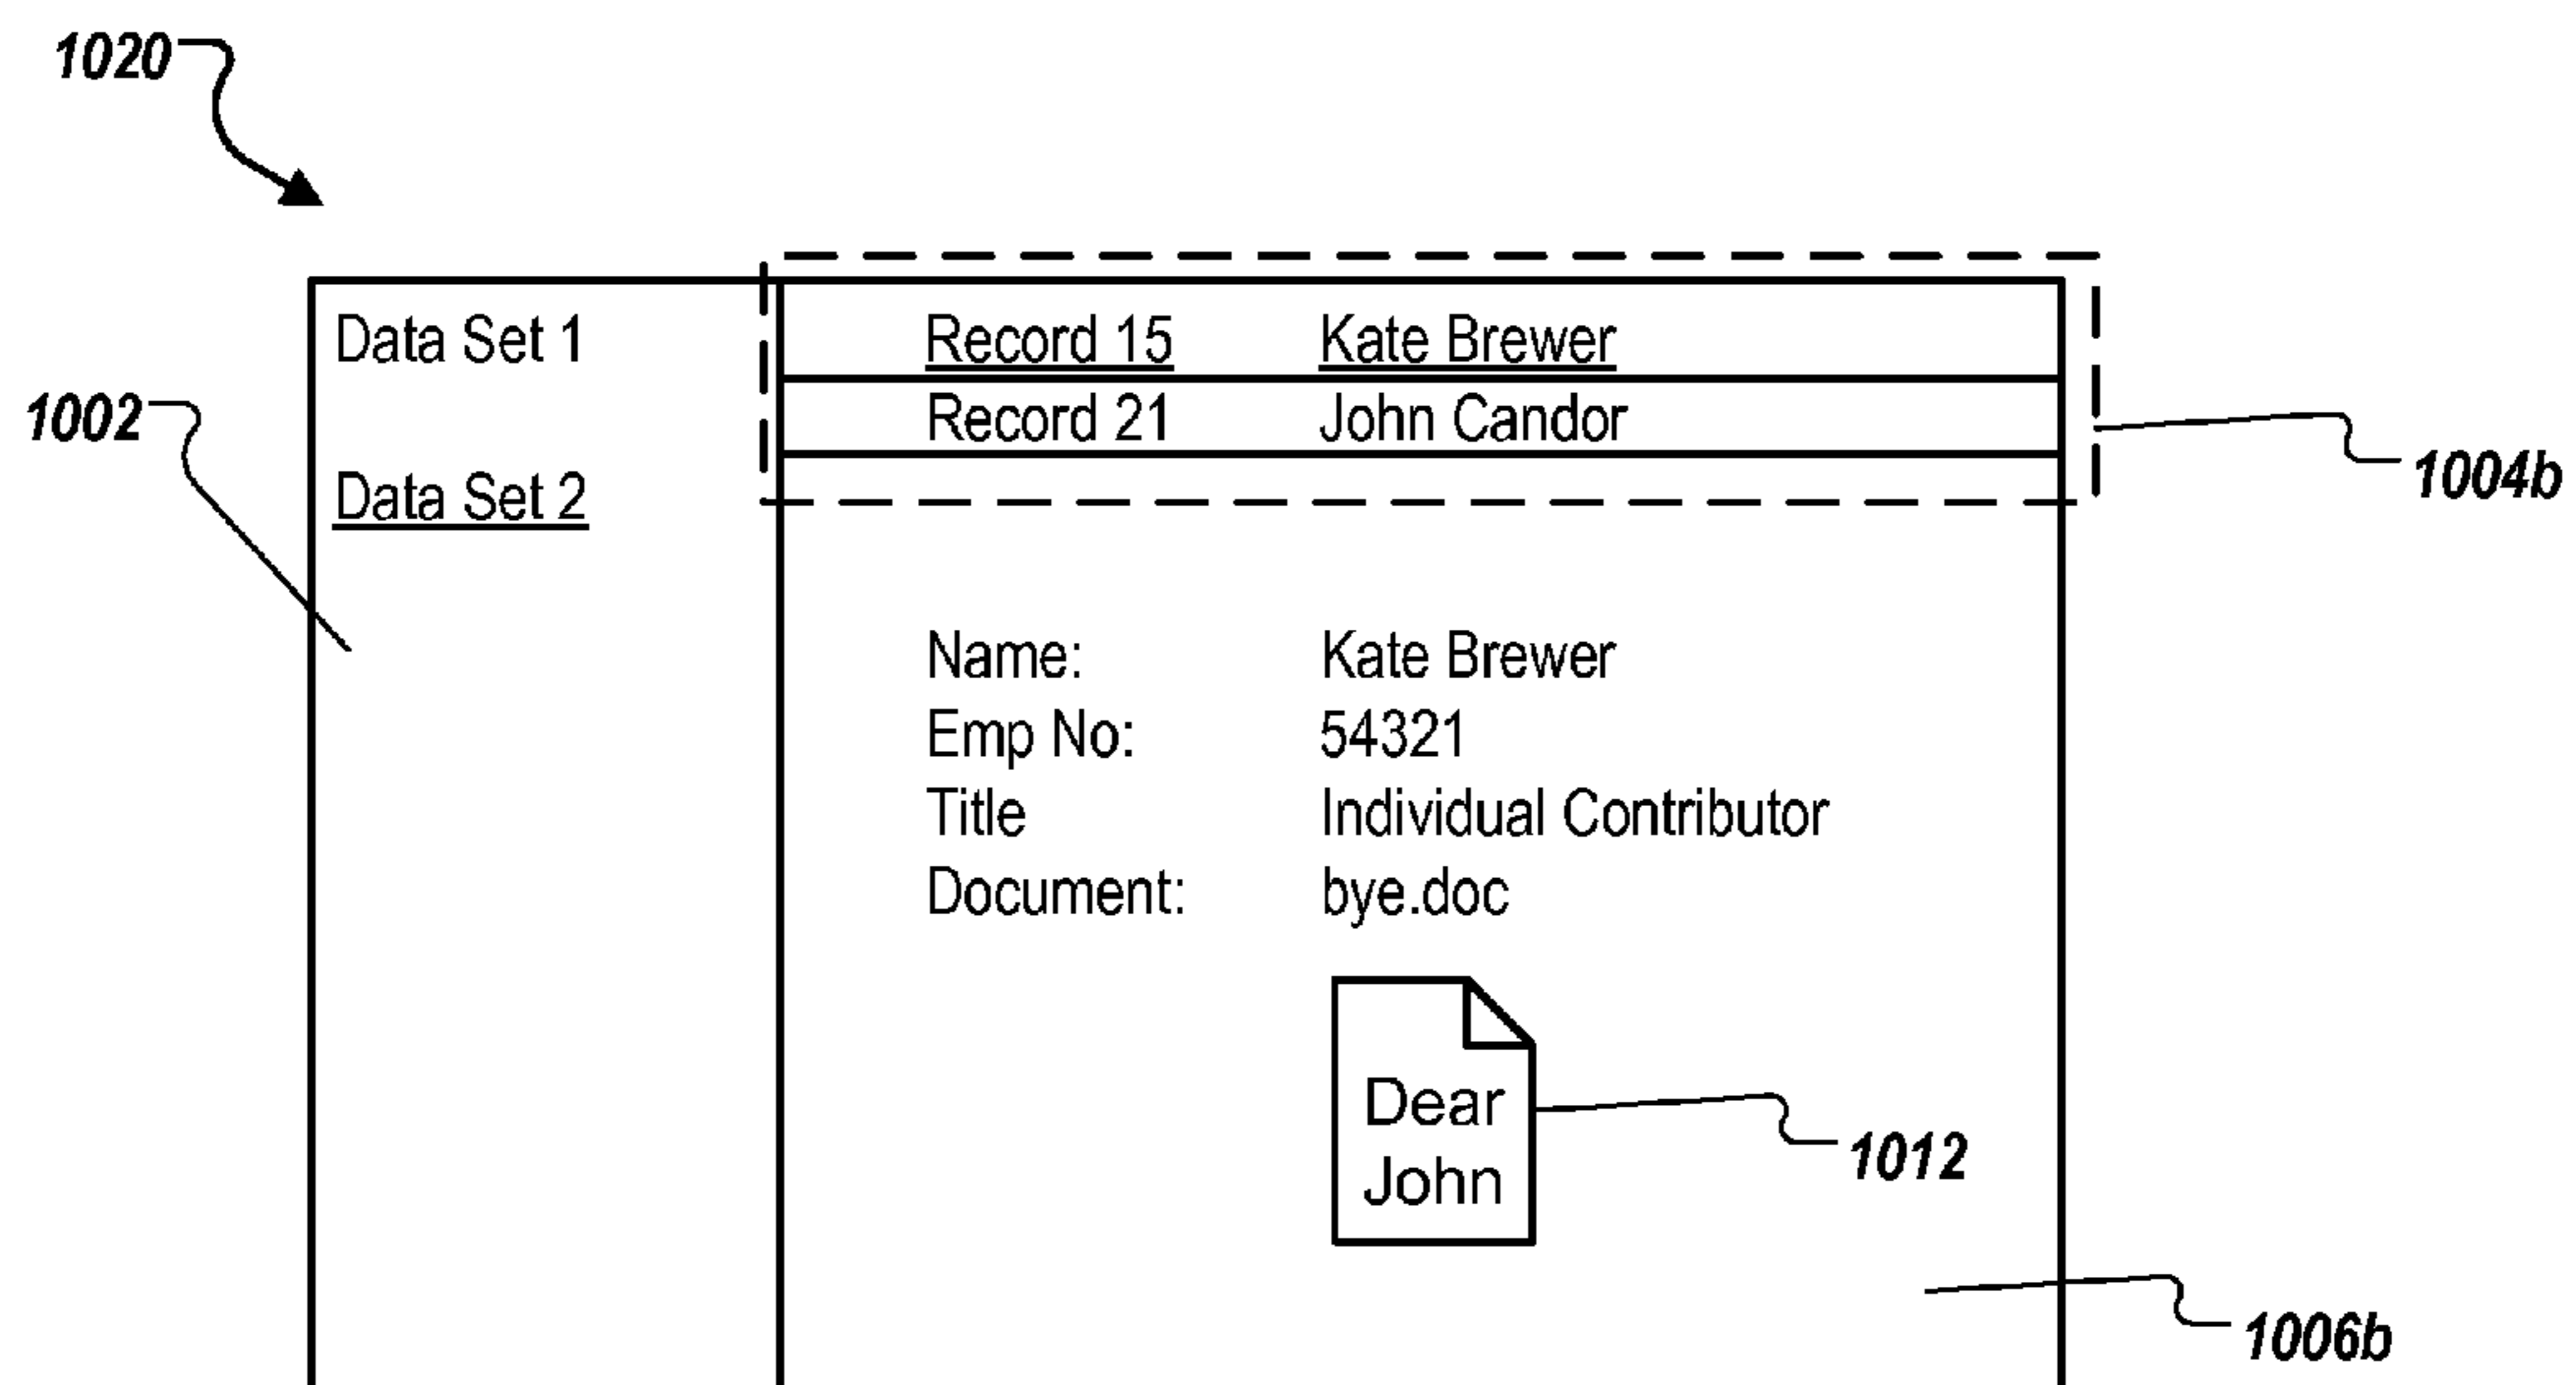 1020
Data Set 1 Record 15 Kate Brewer
1002 Record 21 John Candor
Data Set 2 1004b
Name: Kate Brewer
Emp No: 54321
Title Individual Contributor
Document: bye.doc
Dear
John
1012
1006b